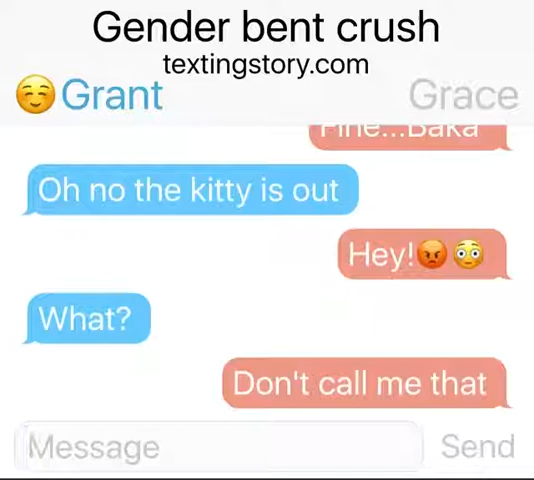 Gender bent crush
textingstory.com
☺️Grant Grace
Fine...Baka
Oh no the kitty is out
Hey!😡😳
What?
Don't call me that
Message Send